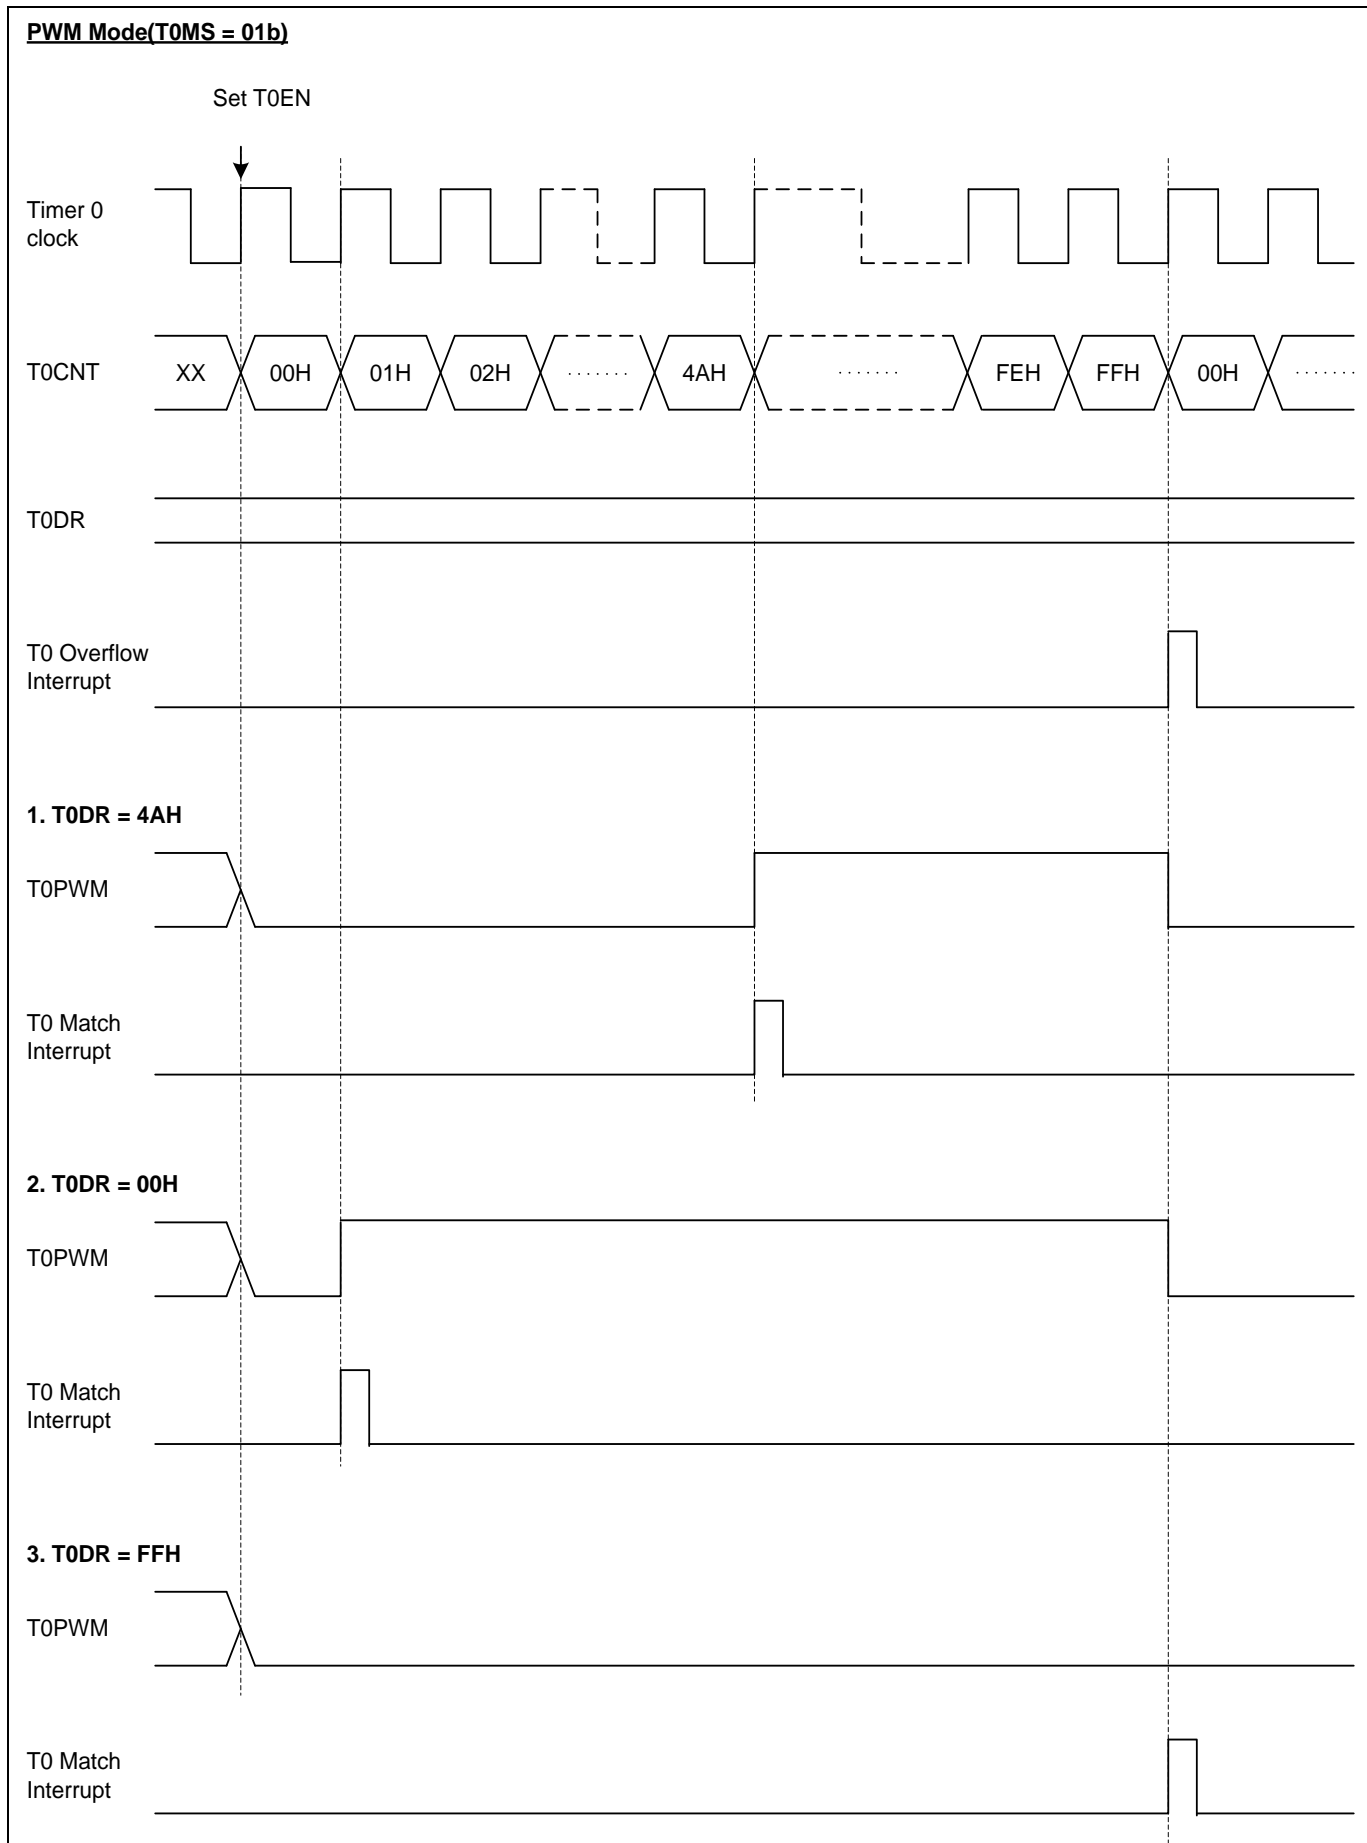 PWM Mode(T0MS = 01b)
Set T0EN
Timer 0
clock
T0CNT XX 00H 01H 02H ....... 4AH ....... FEH FFH 00H .......
T0DR
T0 Overflow
Interrupt
1. T0DR = 4AH
T0PWM
T0 Match
Interrupt
2. T0DR = 00H
T0PWM
T0 Match
Interrupt
3. T0DR = FFH
T0PWM
T0 Match
Interrupt